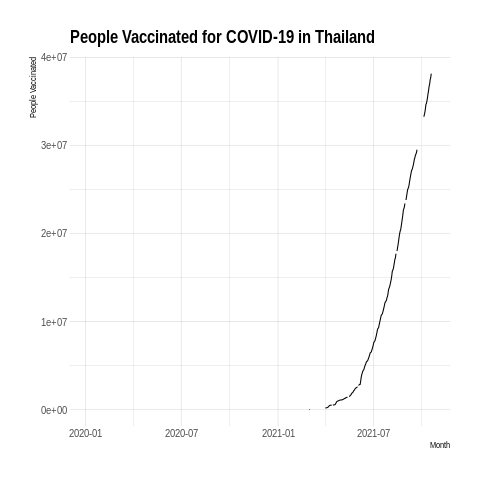 People Vaccinated for COVID-19 in Thailand
People Vaccinated
4e+07
3e+07
2e+07
1e+07
0e+00
2020-01 2020-07 2021-01 2021-07
Month